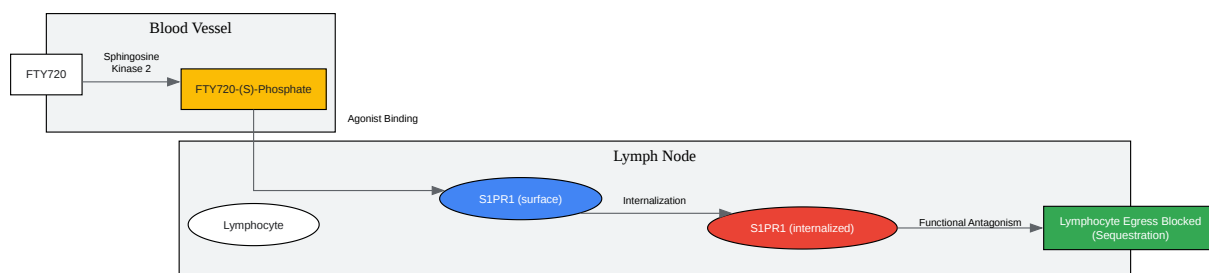 Blood Vessel
FTY720
Sphingosine
Kinase 2
FTY720-(S)-Phosphate
Agonist Binding
Lymph Node
S1PR1 (surface)
Lymphocyte
Internalization
S1PR1 (internalized)
Functional Antagonism
Lymphocyte Egress Blocked
(Sequestration)